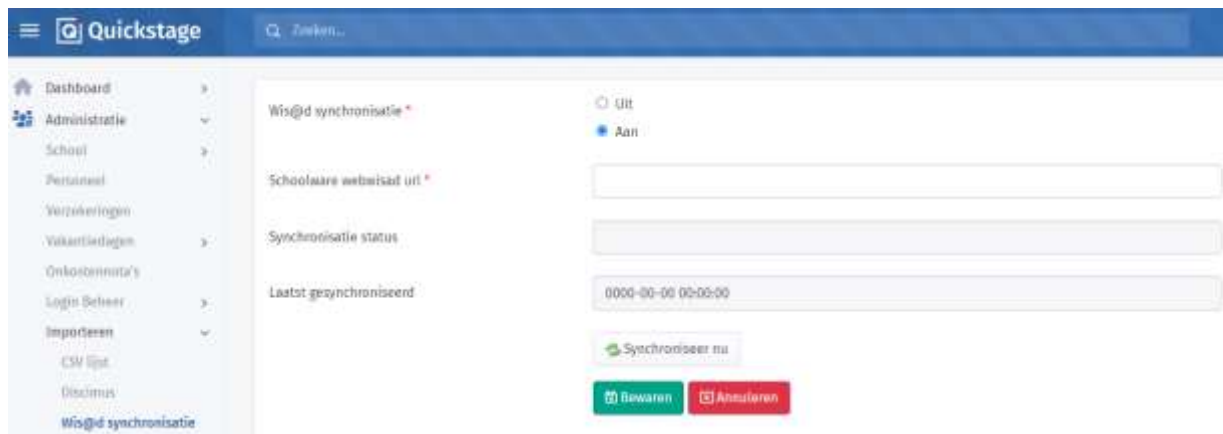 Quickstage
Zoeken...
Dashboard
Administratie
School
Personeel
Verzekeringen
Vakantiedagen
Onkostennota's
Login Beheer
Importeren
CSV lijst
Discimus
Wis@d synchronisatie
Wis@d synchronisatie *
Uit
Aan
Schoolware webwisad url *
Synchronisatie status
Laatst gesynchroniseerd
0000-00-00 00:00:00
Synchroniseer nu
Bewaren
Annuleren